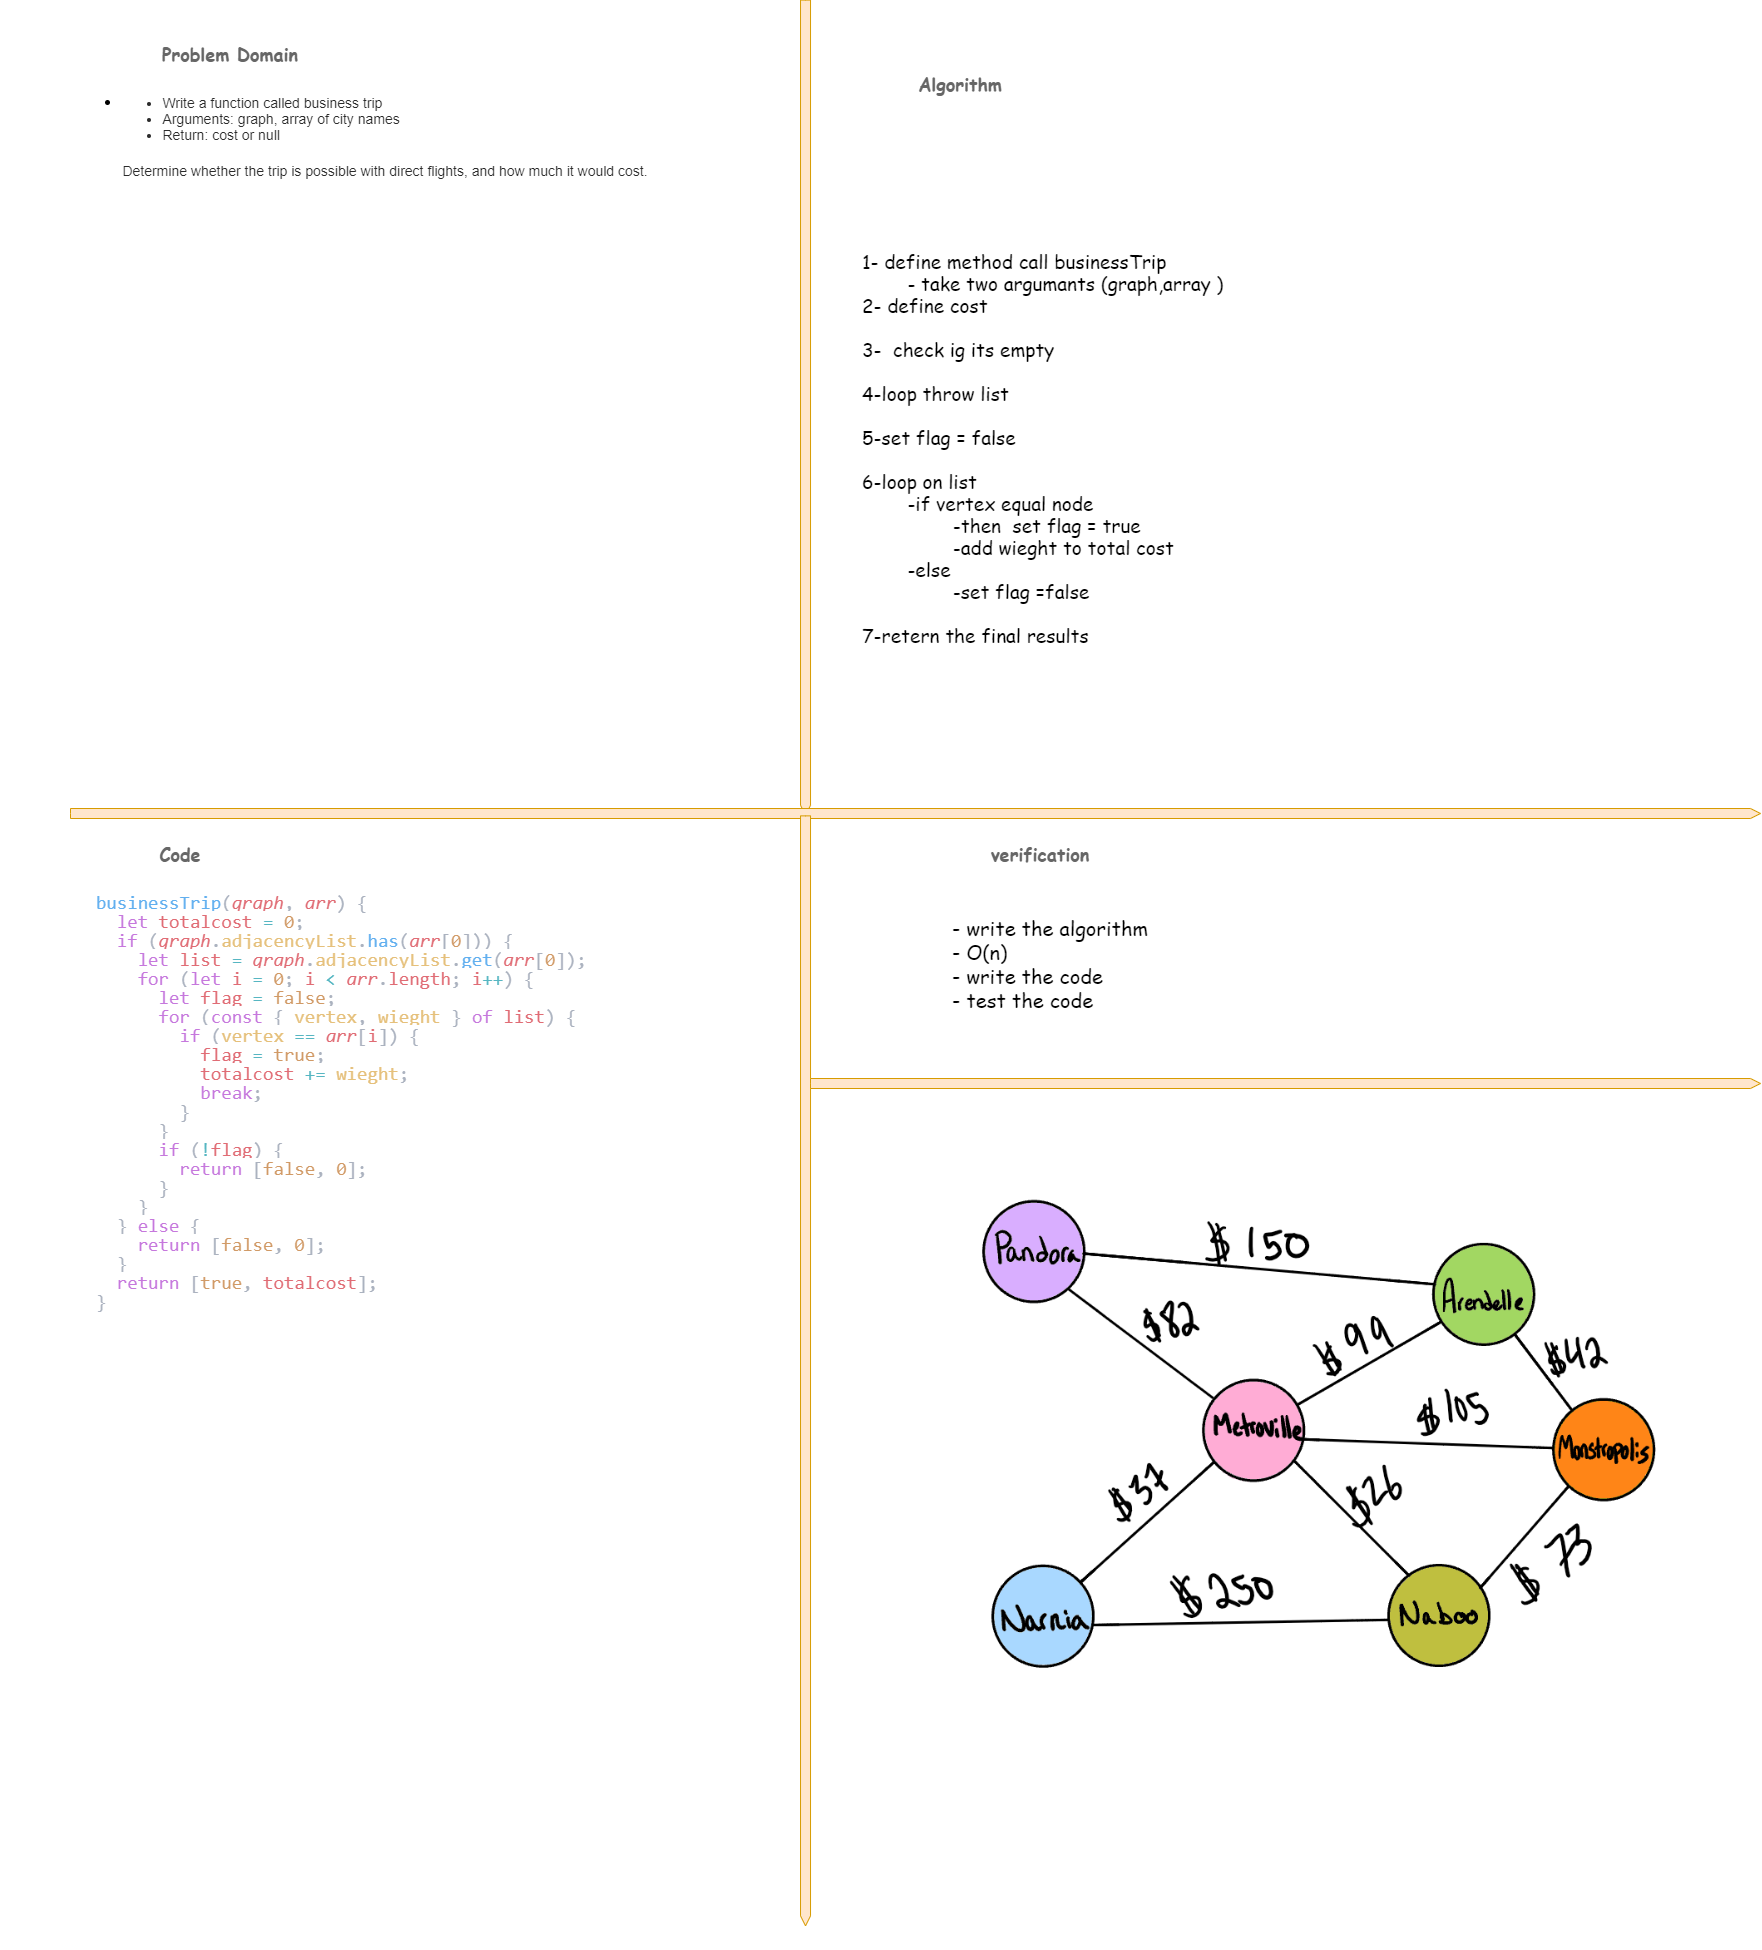 Problem Domain
Write a function called business trip
Arguments: graph, array of city names
Return: cost or null
Determine whether the trip is possible with direct flights, and how much it would cost.
Algorithm
1- define method call businessTrip
- take two argumants (graph,array )
2- define cost
3-  check ig its empty
4-loop throw list
5-set flag = false
6-loop on list
-if vertex equal node
-then  set flag = true
-add wieght to total cost
-else
-set flag =false
7-retern the final results
Code
businessTrip(graph, arr) {
let totalcost = 0;
if (graph.adjacencyList.has(arr[0])) {
let list = graph.adjacencyList.get(arr[0]);
for (let i = 0; i < arr.length; i++) {
let flag = false;
for (const { vertex, wieght } of list) {
if (vertex == arr[i]) {
flag = true;
totalcost += wieght;
break;
}
}
if (!flag) {
return [false, 0];
}
}
} else {
return [false, 0];
}
return [true, totalcost];
}
verification
- write the algorithm
- O(n)
- write the code
- test the code
Pandora
$150
Arendelle
$82
$99
$42
Metroville
$105
Monstropolis
$37
$26
$73
Narnia
$250
Naboo